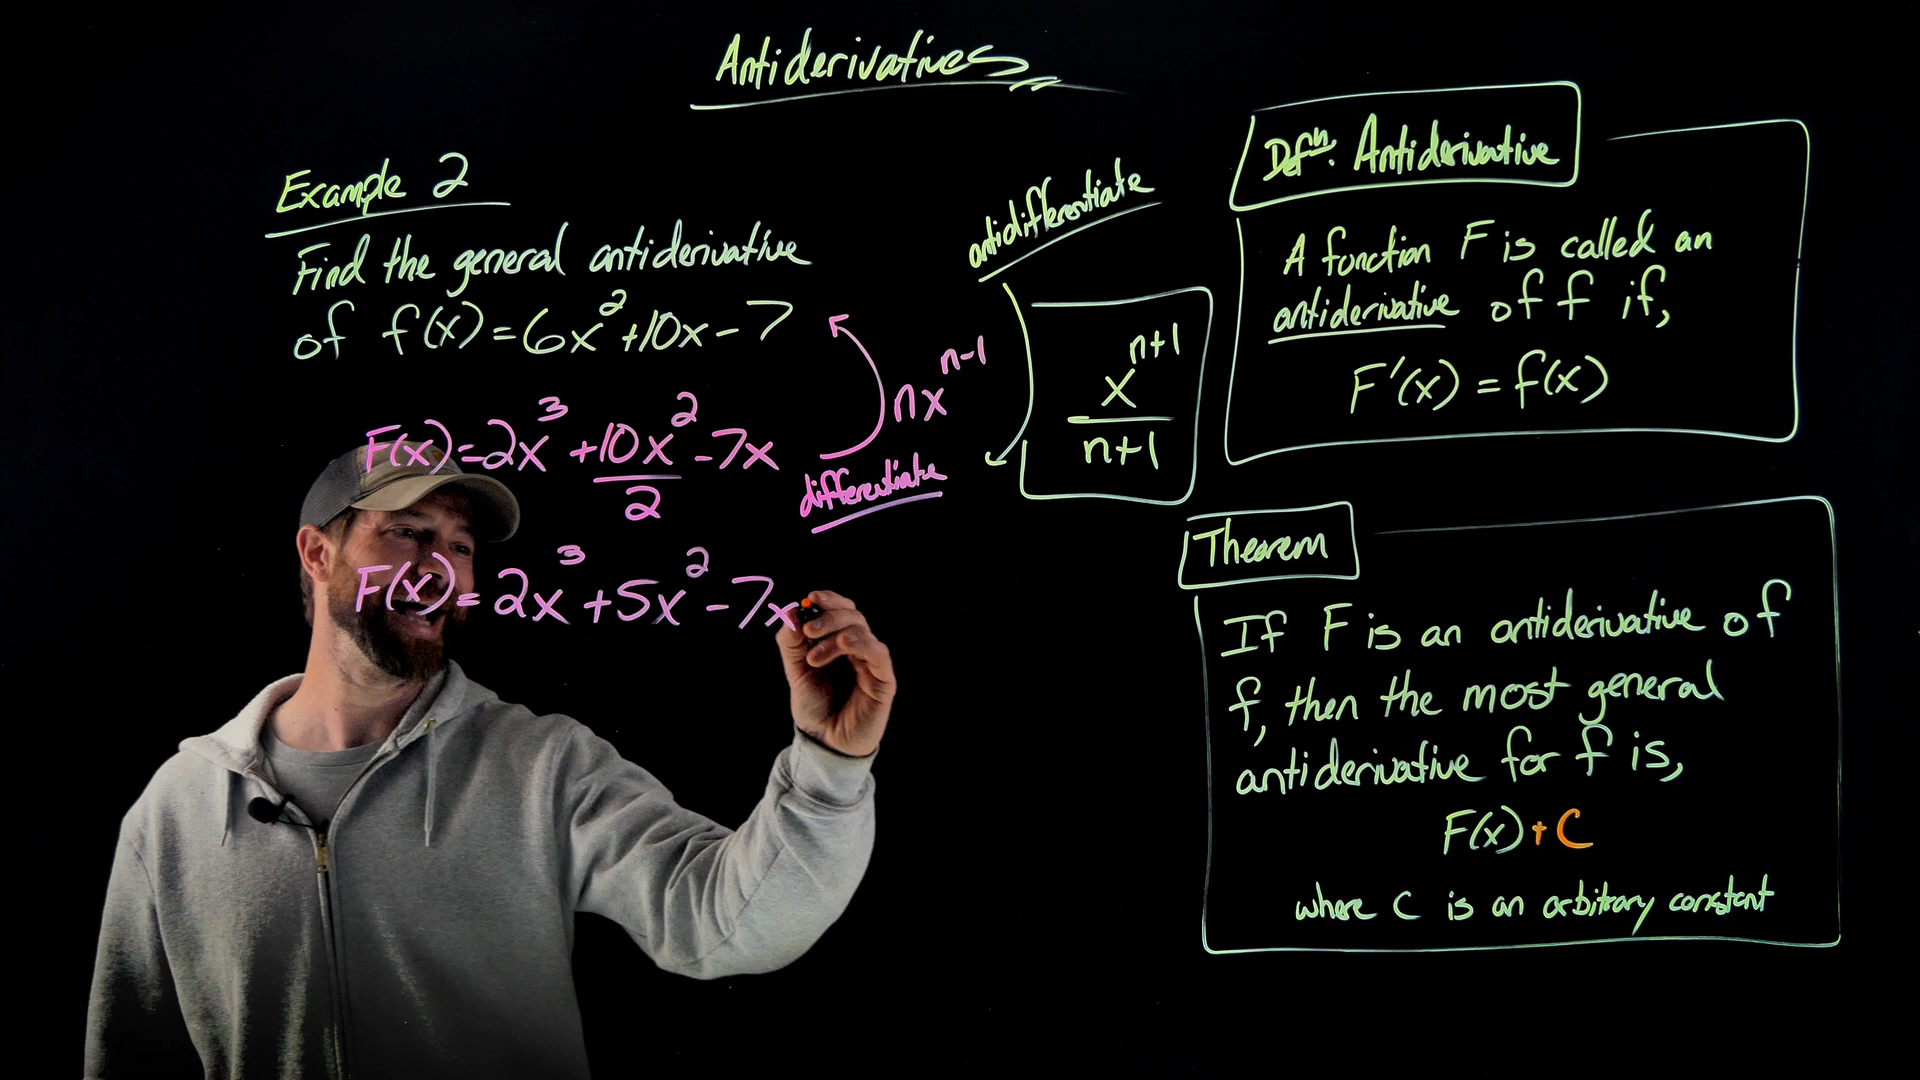 Antiderivatives
Example 2
Find the general antiderivative
of f(x)=6x²+10x-7
F(x)=2x³+10x²/2-7x
F(x)=2x³+5x²-7x
differentiate
nxⁿ⁻¹
antidifferentiate
xⁿ⁺¹/n+1
Defⁿ: Antiderivative
A function F is called an
antiderivative of f if,
F'(x) = f(x)
Theorem
If F is an antiderivative of
f, then the most general
antiderivative for f is,
F(x)+C
where C is an arbitrary constant